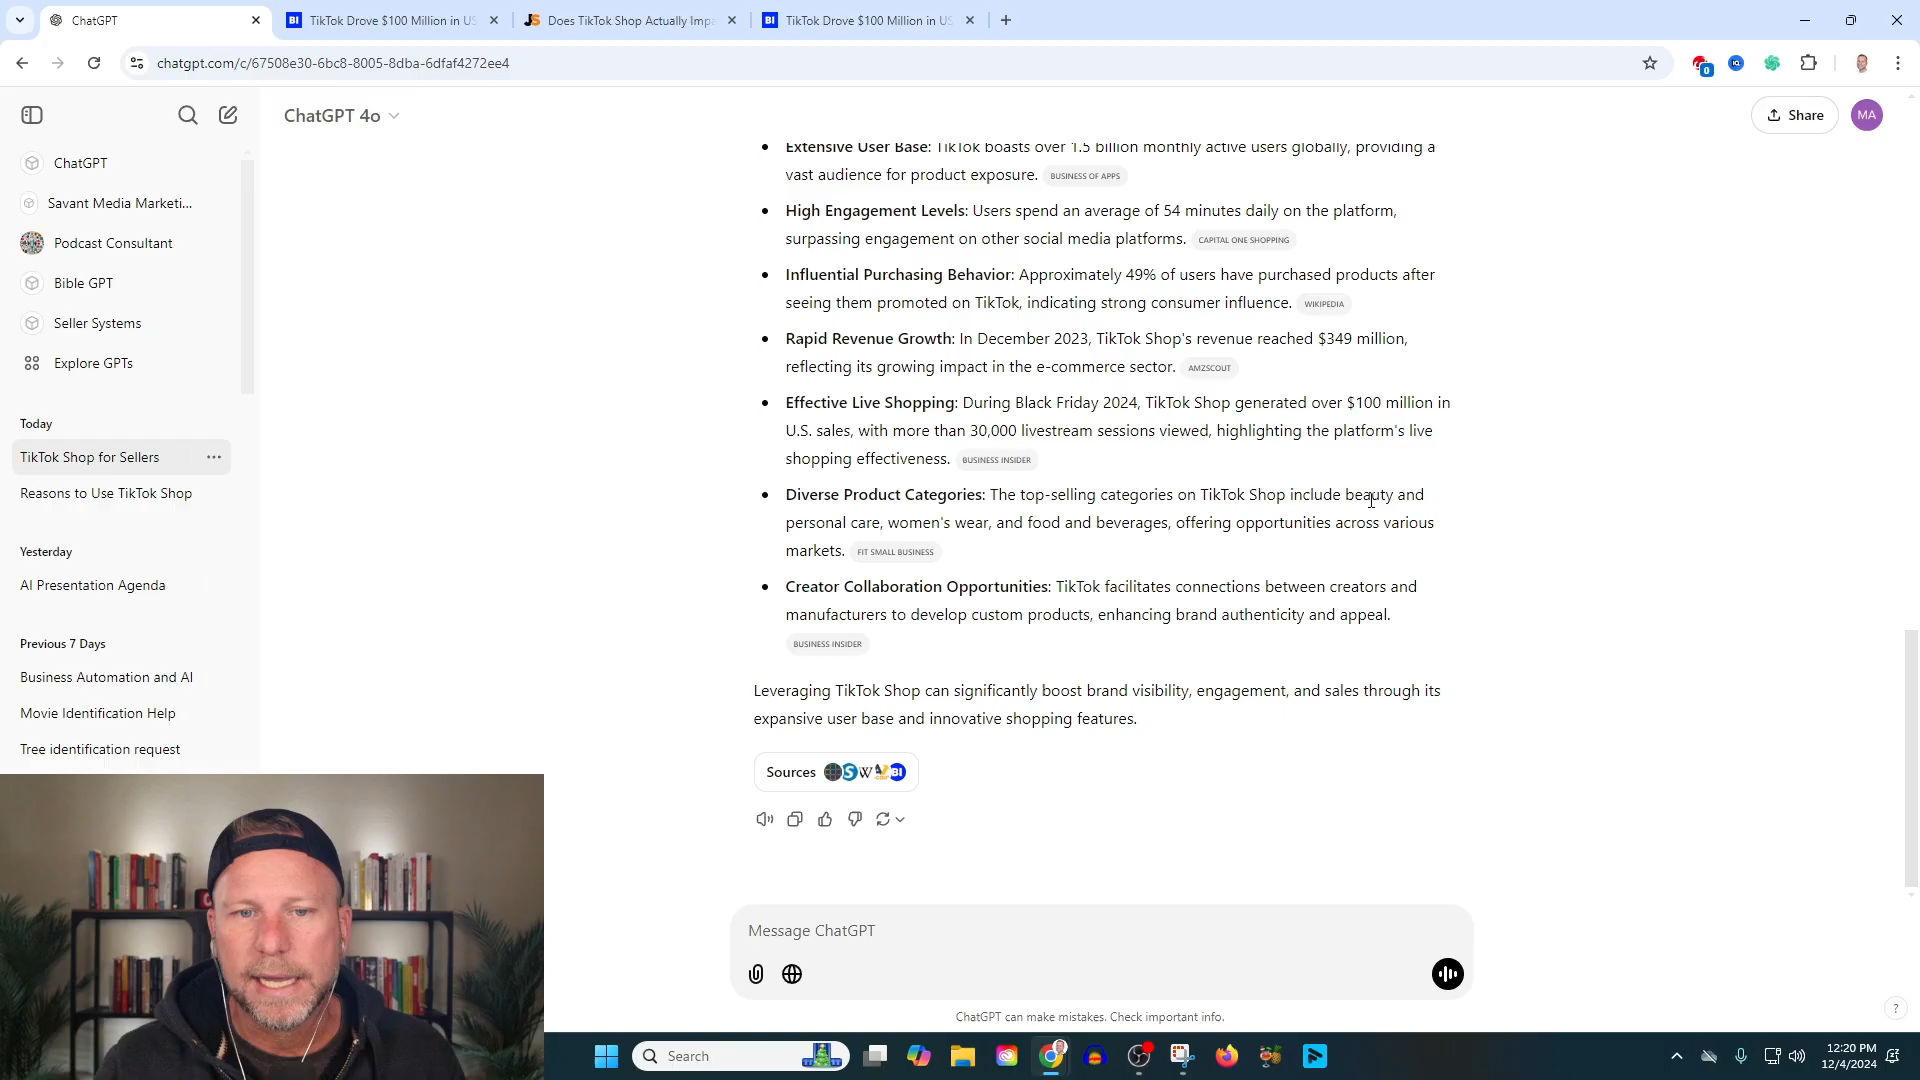 ChatGPT
TikTok Drove $100 Million in US
Does TikTok Shop Actually Impa
TikTok Drove $100 Million in US
chatgpt.com/c/67508e30-6bc8-8005-8dba-6dfaf4272ee4
0
ChatGPT 4o
Share
MA
ChatGPT
Savant Media Marketi...
Podcast Consultant
Bible GPT
Seller Systems
Explore GPTs
Today
TikTok Shop for Sellers
Reasons to Use TikTok Shop
Yesterday
AI Presentation Agenda
Previous 7 Days
Business Automation and AI
Movie Identification Help
Tree identification request
Extensive User Base: TikTok boasts over 1.5 billion monthly active users globally, providing a
vast audience for product exposure. BUSINESS OF APPS
High Engagement Levels: Users spend an average of 54 minutes daily on the platform,
surpassing engagement on other social media platforms. CAPITAL ONE SHOPPING
Influential Purchasing Behavior: Approximately 49% of users have purchased products after
seeing them promoted on TikTok, indicating strong consumer influence. WIKIPEDIA
Rapid Revenue Growth: In December 2023, TikTok Shop's revenue reached $349 million,
reflecting its growing impact in the e-commerce sector. AMZSCOUT
Effective Live Shopping: During Black Friday 2024, TikTok Shop generated over $100 million in
U.S. sales, with more than 30,000 livestream sessions viewed, highlighting the platform's live
shopping effectiveness. BUSINESS INSIDER
Diverse Product Categories: The top-selling categories on TikTok Shop include beauty and
personal care, women's wear, and food and beverages, offering opportunities across various
markets. FIT SMALL BUSINESS
Creator Collaboration Opportunities: TikTok facilitates connections between creators and
manufacturers to develop custom products, enhancing brand authenticity and appeal.
BUSINESS INSIDER
Leveraging TikTok Shop can significantly boost brand visibility, engagement, and sales through its
expansive user base and innovative shopping features.
Sources
Message ChatGPT
ChatGPT can make mistakes. Check important info.
?
Search
12:20 PM
12/4/2024